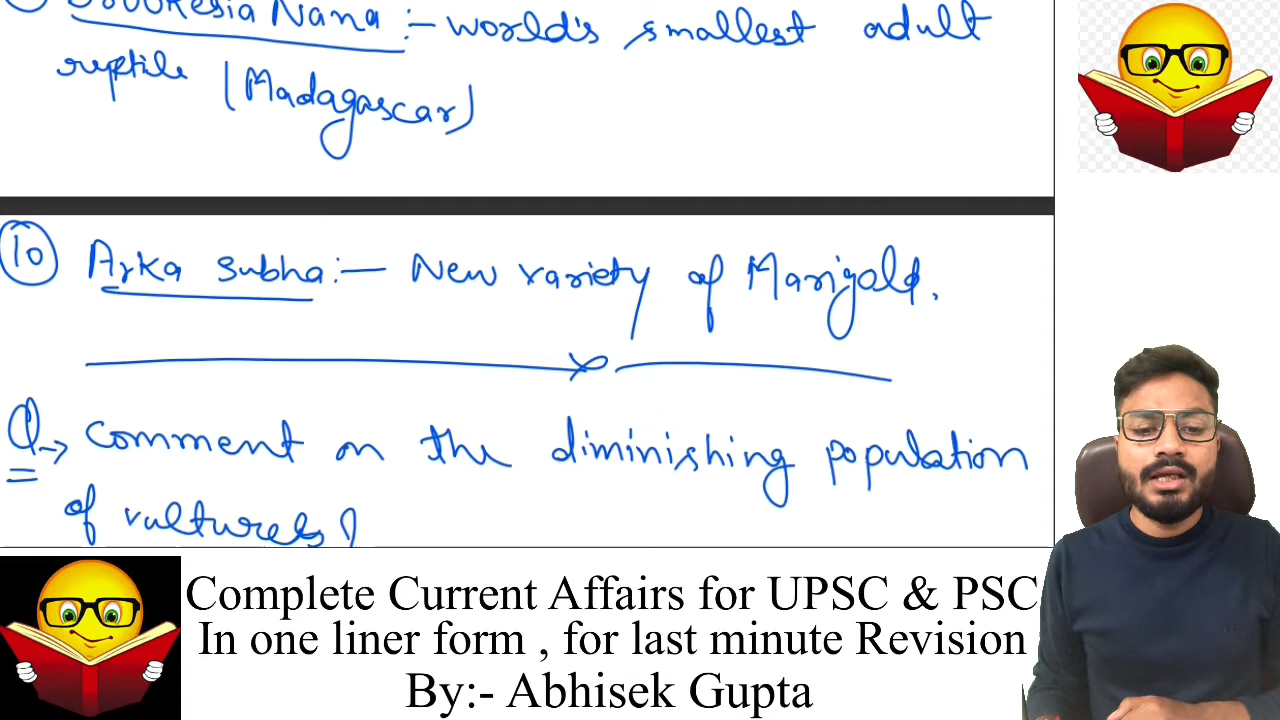 Nana :- world's smallest adult
reptile (Madagascar)
10 Arka Subha :- New variety of Marigold.
Q→ Comment on the diminishing population
of vultures
Complete Current Affairs for UPSC & PSC
In one liner form , for last minute Revision
By:- Abhisek Gupta